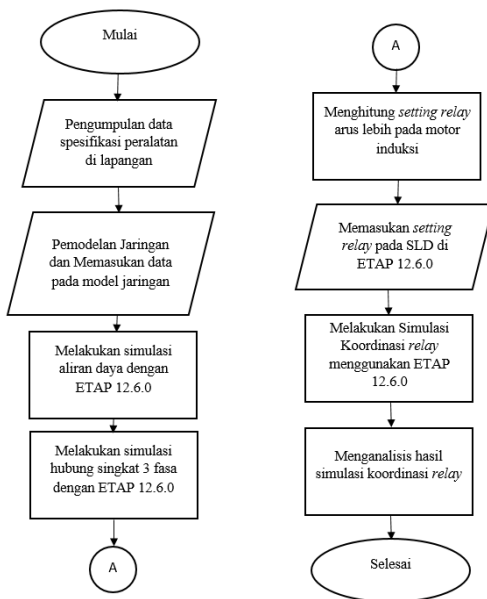 Mulai
Pengumpulan data
spesifikasi peralatan
di lapangan
Pemodelan Jaringan
dan Memasukan data
pada model jaringan
Melakukan simulasi
aliran daya dengan
ETAP 12.6.0
Melakukan simulasi
hubung singkat 3 fasa
dengan ETAP 12.6.0
A
A
Menghitung setting relay
arus lebih pada motor
induksi
Memasukan setting
relay pada SLD di
ETAP 12.6.0
Melakukan Simulasi
Koordinasi relay
menggunakan ETAP
12.6.0
Menganalisis hasil
simulasi koordinasi relay
Selesai